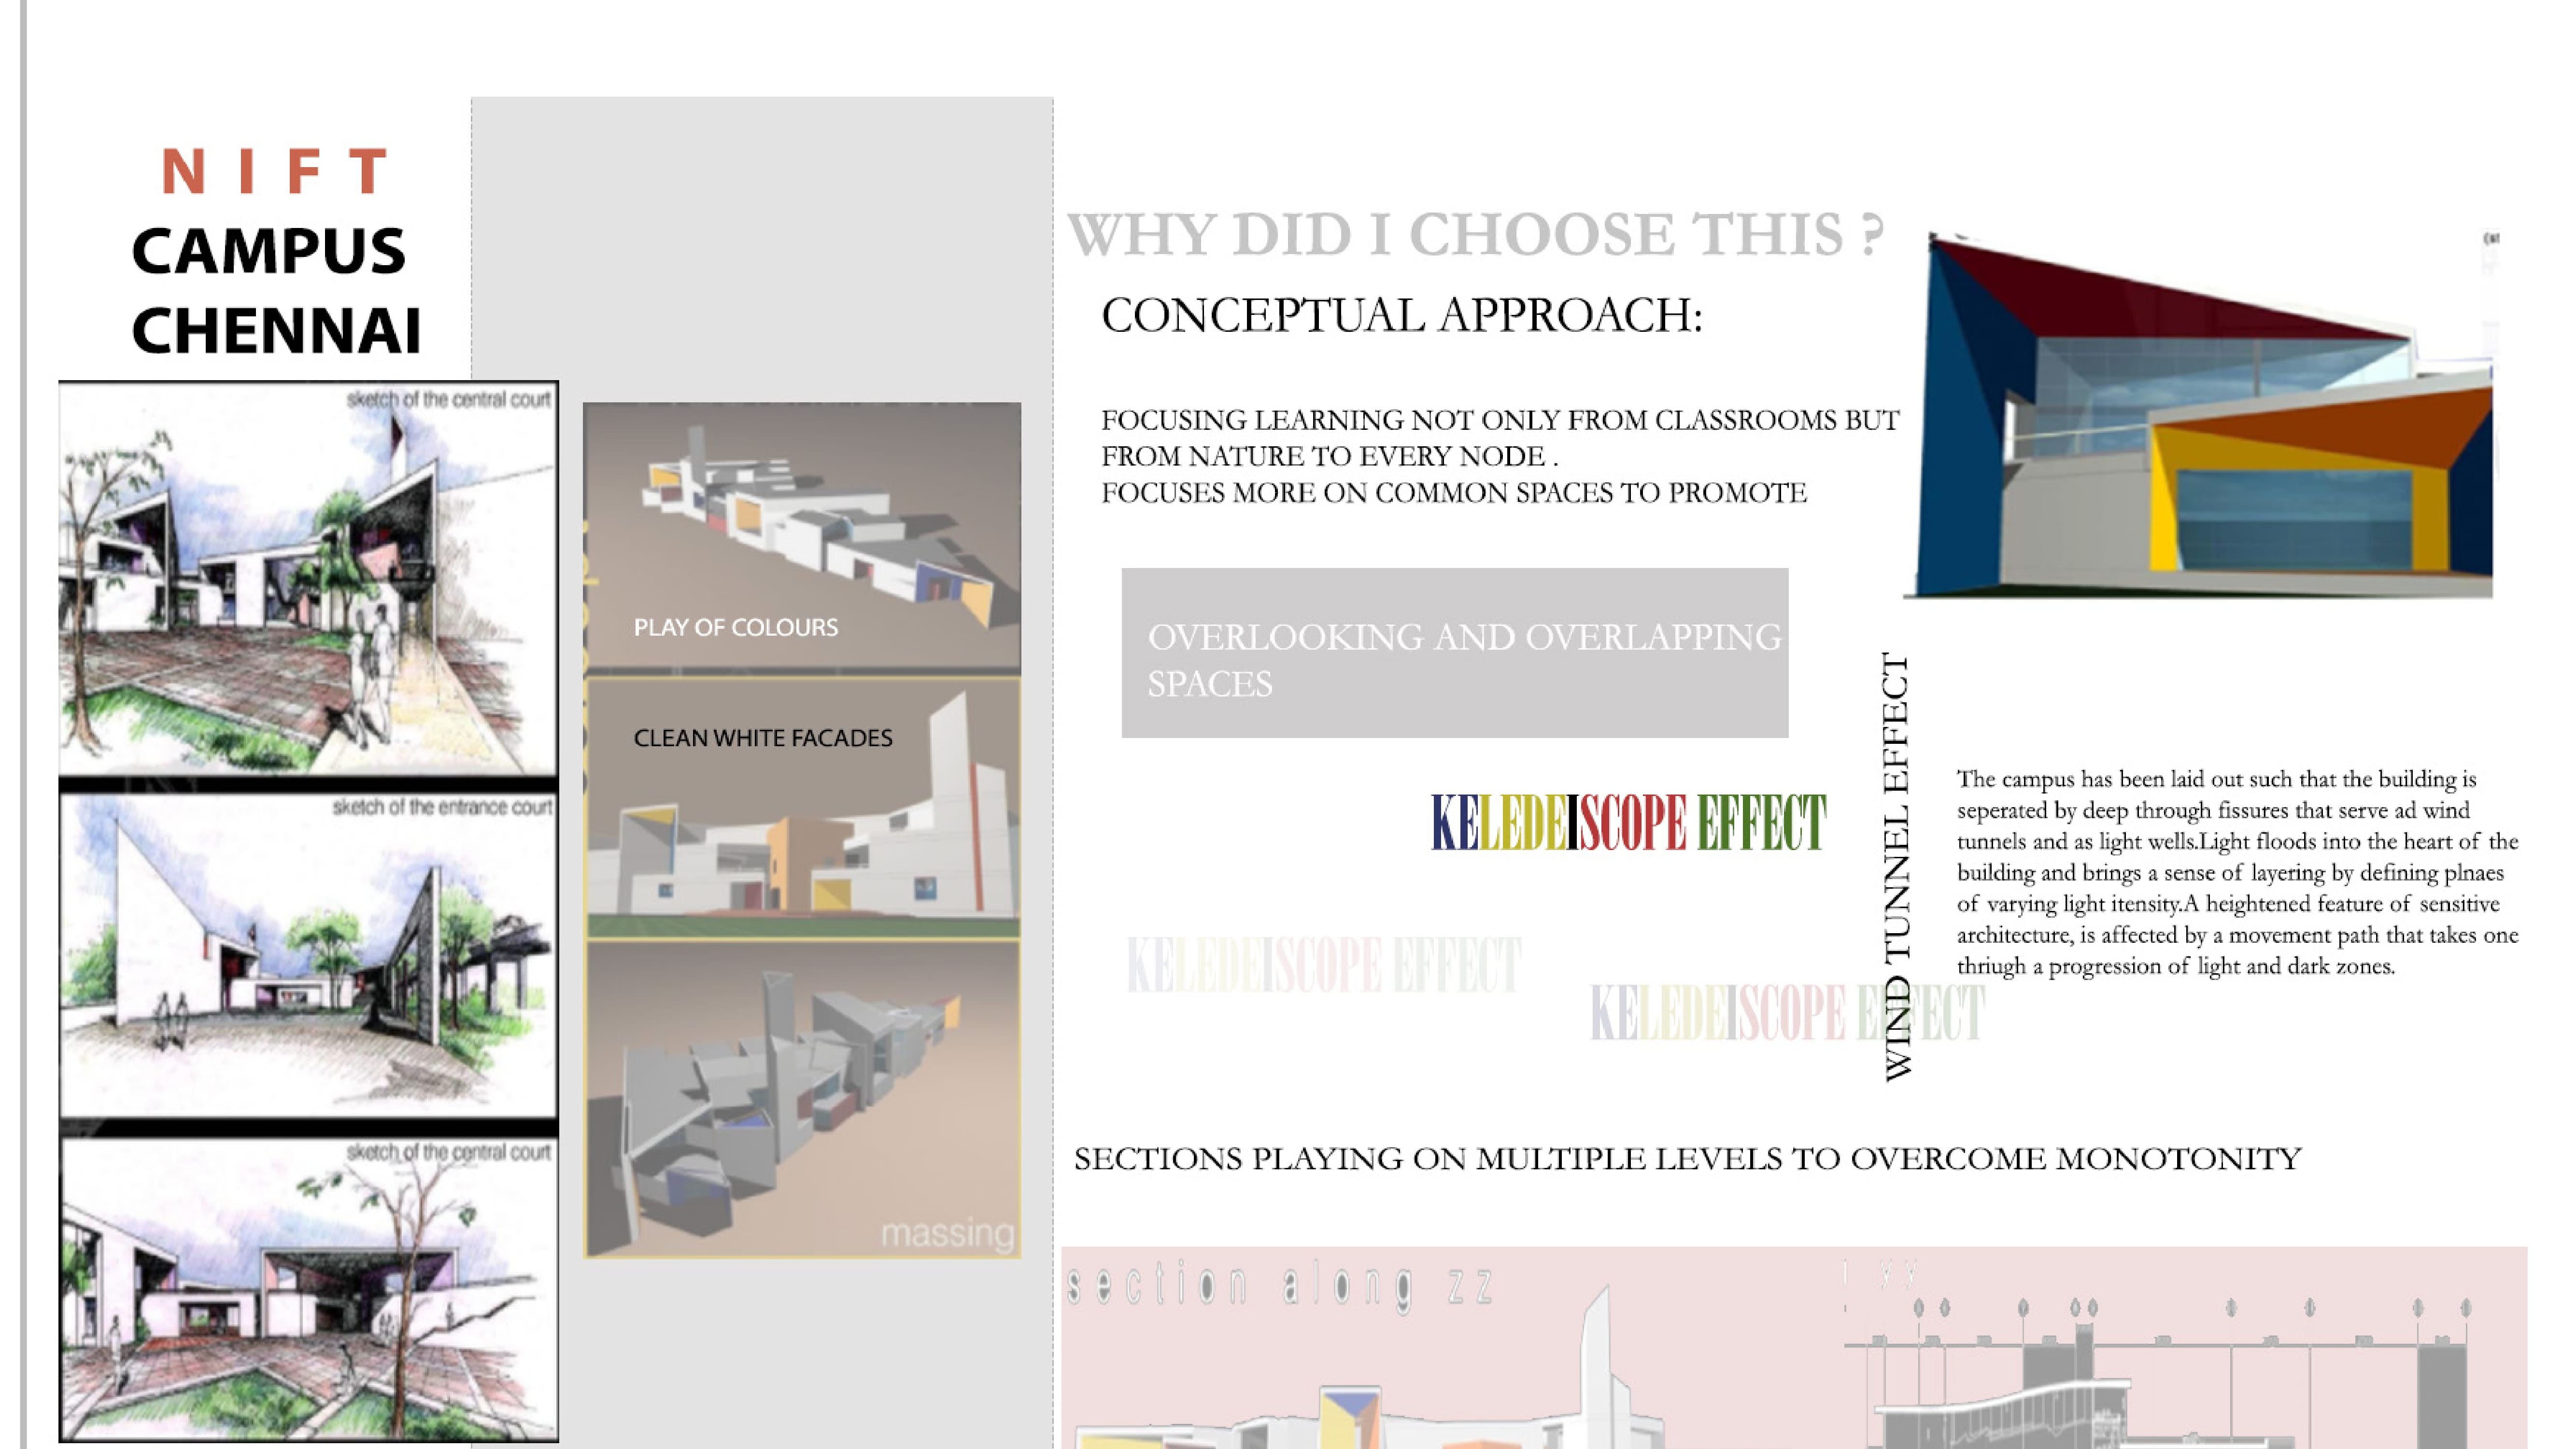 N I F T
CAMPUS
CHENNAI
sketch of the central court
sketch of the entrance court
sketch of the central court
PLAY OF COLOURS
CLEAN WHITE FACADES
massing
WHY DID I CHOOSE THIS ?
CONCEPTUAL APPROACH:
FOCUSING LEARNING NOT ONLY FROM CLASSROOMS BUT
FROM NATURE TO EVERY NODE .
FOCUSES MORE ON COMMON SPACES TO PROMOTE
OVERLOOKING AND OVERLAPPING
SPACES
KELEDEISCOPE EFFECT
KELEDEISCOPE EFFECT
KELEDEISCOPE EFFECT
WIND TUNNEL EFFECT
The campus has been laid out such that the building is
seperated by deep through fissures that serve ad wind
tunnels and as light wells.Light floods into the heart of the
building and brings a sense of layering by defining plnaes
of varying light itensity.A heightened feature of sensitive
architecture, is affected by a movement path that takes one
thriugh a progression of light and dark zones.
SECTIONS PLAYING ON MULTIPLE LEVELS TO OVERCOME MONOTONITY
section along zz
yy